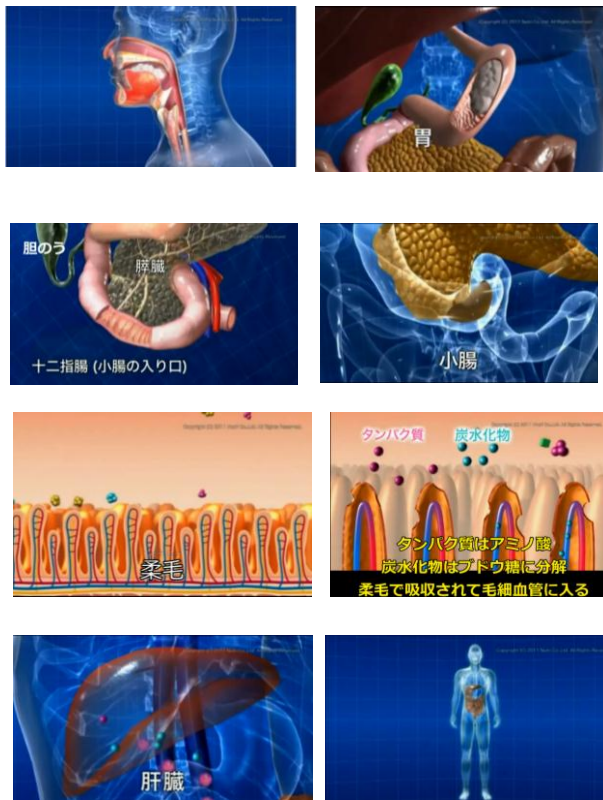 胃
胆のう
膵臓
十二指腸 (小腸の入り口)
小腸
柔毛
タンパク質
炭水化物
タンパク質はアミノ酸
炭水化物はブドウ糖に分解
柔毛で吸収されて毛細血管に入る
肝臓